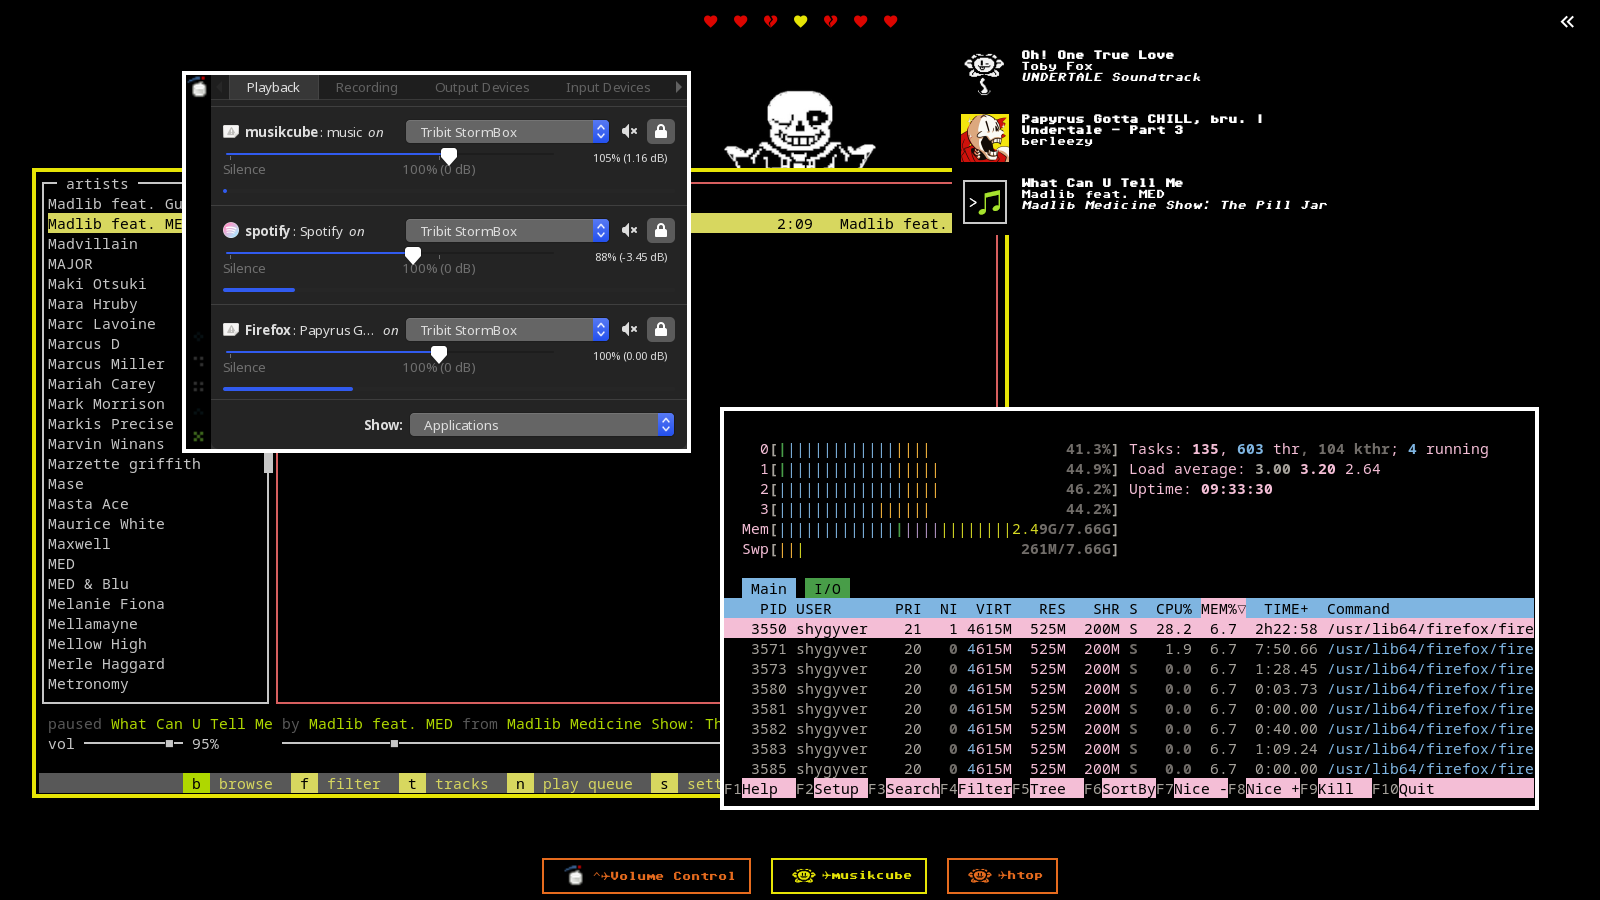 Oh! One True Love
Toby Fox
UNDERTALE Soundtrack
Papyrus Gotta CHILL, bru. |
Undertale - Part 3
berleezy
What Can U Tell Me
Madlib feat. MED
Madlib Medicine Show: The Pill Jar
Playback Recording Output Devices Input Devices
musikcube: music on Tribit StormBox
105% (1.16 dB)
Silence 100% (0 dB)
spotify: Spotify on Tribit StormBox
88% (-3.45 dB)
Silence 100% (0 dB)
Firefox: Papyrus G... on Tribit StormBox
100% (0.00 dB)
Silence 100% (0 dB)
Show: Applications
artists
Madlib feat. Gu
Madlib feat. ME 2:09 Madlib feat.
Madvillain
MAJOR
Maki Otsuki
Mara Hruby
Marc Lavoine
Marcus D
Marcus Miller
Mariah Carey
Mark Morrison
Markis Precise
Marvin Winans
Marzette griffith
Mase
Masta Ace
Maurice White
Maxwell
MED
MED & Blu
Melanie Fiona
Mellamayne
Mellow High
Merle Haggard
Metronomy
paused What Can U Tell Me by Madlib feat. MED from Madlib Medicine Show: Th
vol 95%
b browse f filter t tracks n play queue s sett
0[ 41.3%] Tasks: 135, 603 thr, 104 kthr; 4 running
1[ 44.9%] Load average: 3.00 3.20 2.64
2[ 46.2%] Uptime: 09:33:30
3[ 44.2%]
Mem[ 2.49G/7.66G]
Swp[ 261M/7.66G]
Main I/O
PID USER PRI NI VIRT RES SHR S CPU% MEM%▽ TIME+ Command
3550 shygyver 21 1 4615M 525M 200M S 28.2 6.7 2h22:58 /usr/lib64/firefox/fire
3571 shygyver 20 0 4615M 525M 200M S 1.9 6.7 7:50.66 /usr/lib64/firefox/fire
3573 shygyver 20 0 4615M 525M 200M S 0.0 6.7 1:28.45 /usr/lib64/firefox/fire
3580 shygyver 20 0 4615M 525M 200M S 0.0 6.7 0:03.73 /usr/lib64/firefox/fire
3581 shygyver 20 0 4615M 525M 200M S 0.0 6.7 0:00.00 /usr/lib64/firefox/fire
3582 shygyver 20 0 4615M 525M 200M S 0.0 6.7 0:40.00 /usr/lib64/firefox/fire
3583 shygyver 20 0 4615M 525M 200M S 0.0 6.7 1:09.24 /usr/lib64/firefox/fire
3585 shygyver 20 0 4615M 525M 200M S 0.0 6.7 0:00.00 /usr/lib64/firefox/fire
F1Help F2Setup F3SearchF4FilterF5Tree F6SortByF7Nice -F8Nice +F9Kill F10Quit
^✈Volume Control ✈musikcube ✈htop